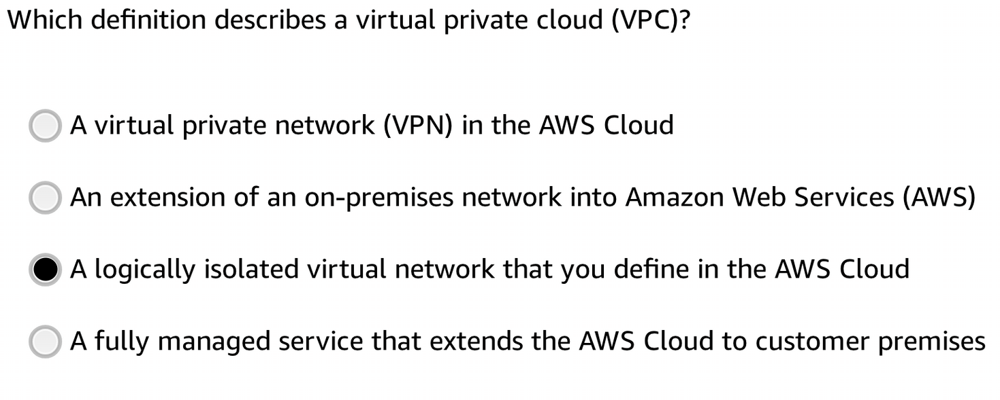 Which definition describes a virtual private cloud (VPC)?
A virtual private network (VPN) in the AWS Cloud
An extension of an on-premises network into Amazon Web Services (AWS)
A logically isolated virtual network that you define in the AWS Cloud
A fully managed service that extends the AWS Cloud to customer premises